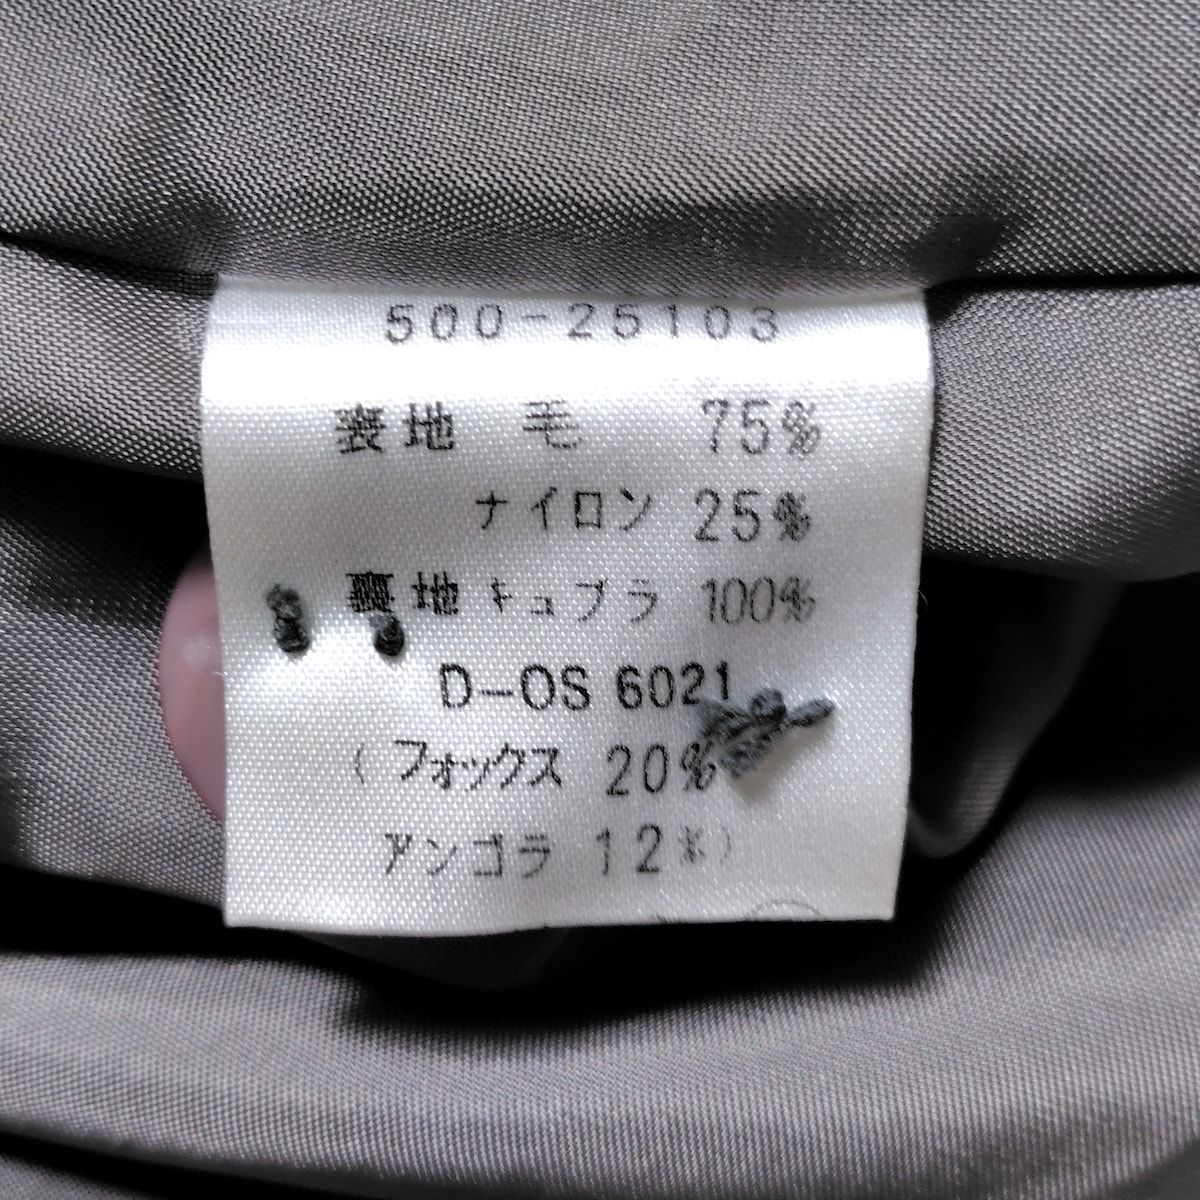 500-25103
表地 毛 75%
ナイロン 25%
裏地 キュプラ 100%
D-OS 6021
(フォックス 20%
アンゴラ 12%)